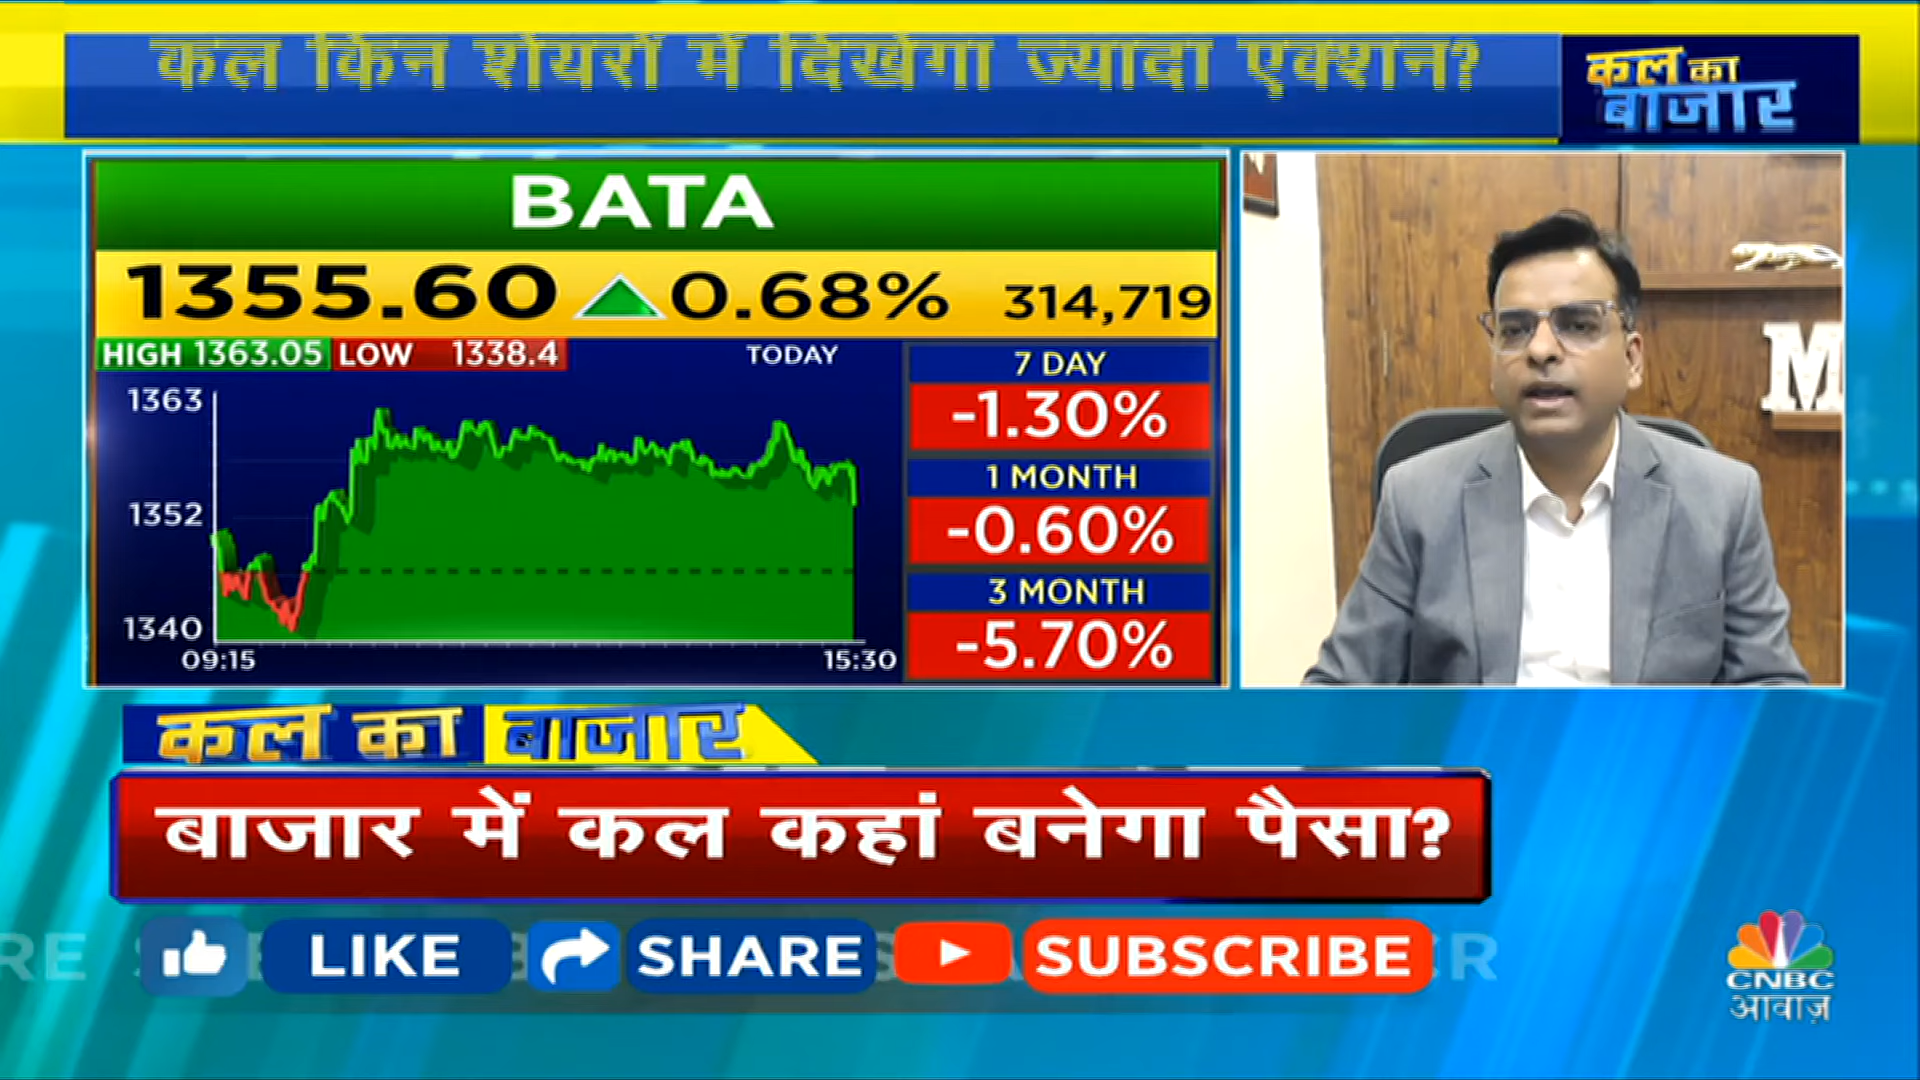 कल किन शेयरों में दिखेगा ज्यादा एक्शन?
कल का
बाजार
BATA
1355.60 0.68% 314,719
HIGH 1363.05 LOW 1338.4 TODAY
1363
1352
1340
09:15 15:30
7 DAY
-1.30%
1 MONTH
-0.60%
3 MONTH
-5.70%
M
कल का बाजार
बाजार में कल कहां बनेगा पैसा?
LIKE SHARE SUBSCRIBE
CNBC
आवाज़